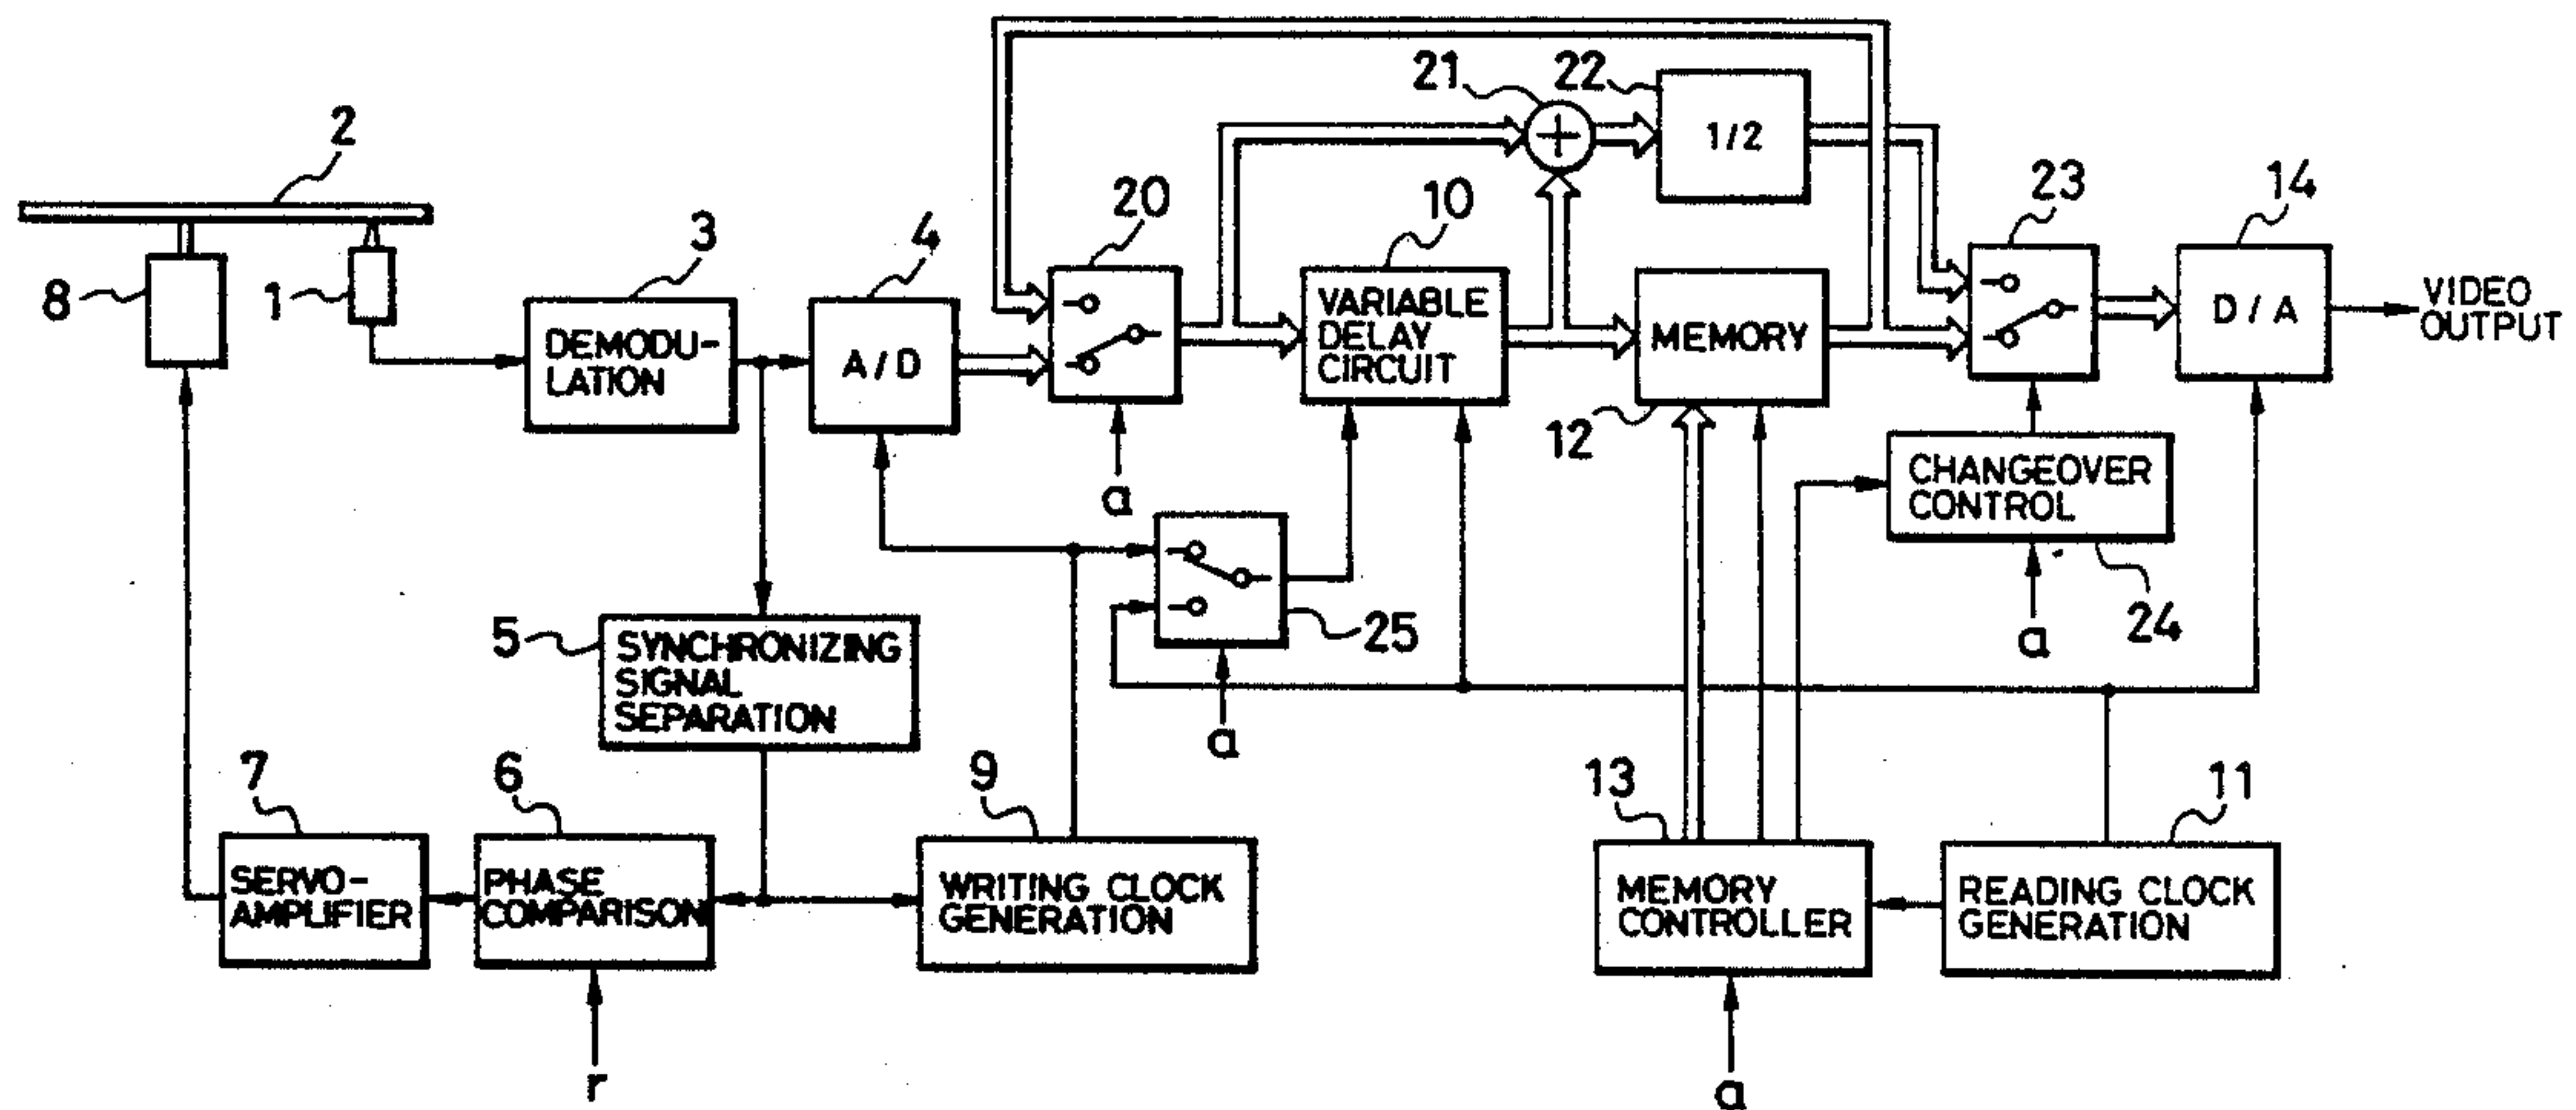 21
22
1/2
2
20
10
23
14
3
4
8
1
DEMODU-
LATION
A/D
VARIABLE
DELAY
CIRCUIT
MEMORY
D/A
VIDEO
OUTPUT
12
a
CHANGEOVER
CONTROL
25
a
24
5
SYNCHRONIZING
SIGNAL
SEPARATION
a
7
6
9
13
11
SERVO-
AMPLIFIER
PHASE
COMPARISON
WRITING CLOCK
GENERATION
MEMORY
CONTROLLER
READING CLOCK
GENERATION
r
a